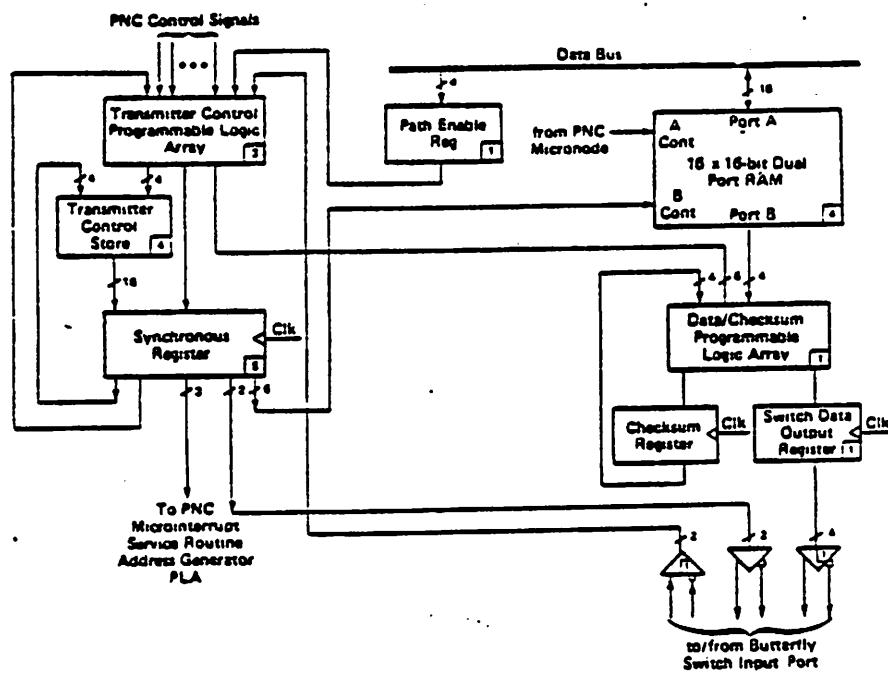 PNC Control Signals
Data Bus
Transmitter Control
Programmable Logic
Array
3
4
Path Enable
Reg
1
from PNC
Micronode
16
A
Cont
Port A
16 x 16-bit Dual
Port RAM
B
Cont
Port B
4
4
4
Transmitter
Control
Store
4
16
Synchronous
Register
5
Clk
3
2
6
4
6
4
Data/Checksum
Programmable
Logic Array
1
Checksum
Register
Clk
Switch Data
Output
Register
1
Clk
To PNC
Microinterrupt
Service Routine
Address Generator
PLA
2
2
4
1
to/from Butterfly
Switch Input Port